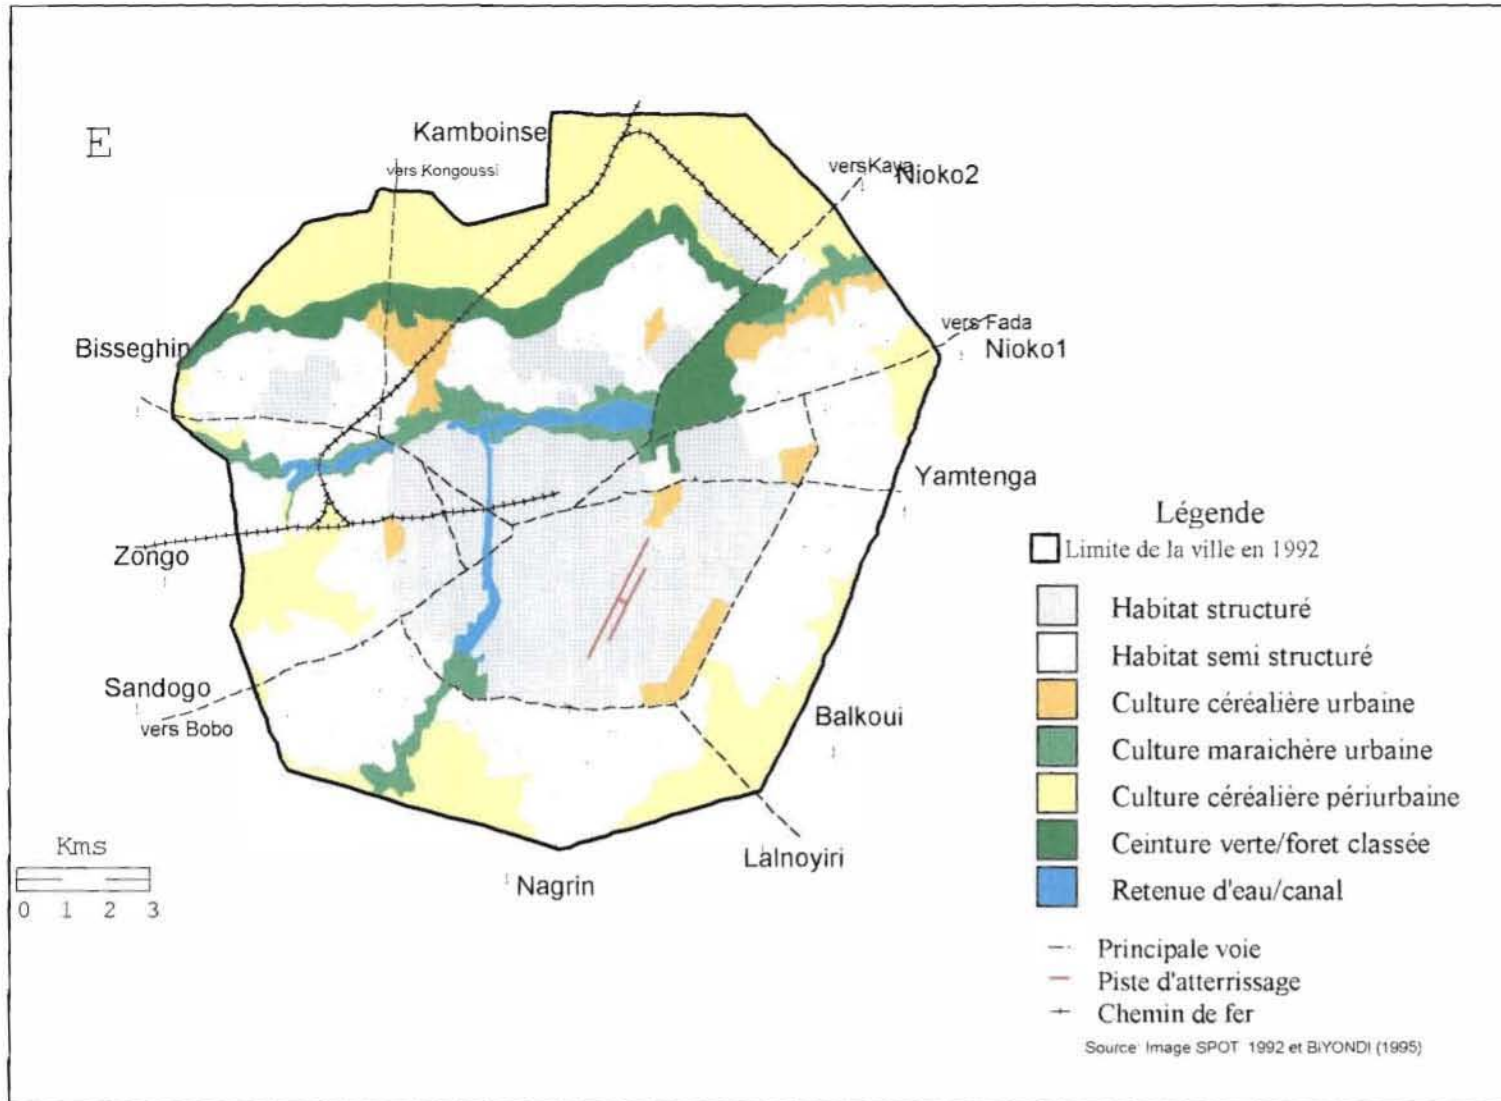 E
Kamboinse
vers Kongoussi
vers Kaya
Nioko2
Bisseghin
vers Fada
Nioko1
Yamtenga
Zongo
Sandogo
vers Bobo
Balkoui
Lalnoyiri
Nagrin
Kms
0 1 2 3
Légende
Limite de la ville en 1992
Habitat structuré
Habitat semi structuré
Culture céréalière urbaine
Culture maraichère urbaine
Culture céréalière périurbaine
Ceinture verte/foret classée
Retenue d'eau/canal
Principale voie
Piste d'atterrissage
Chemin de fer
Source: Image SPOT 1992 et BiYONDI (1995)